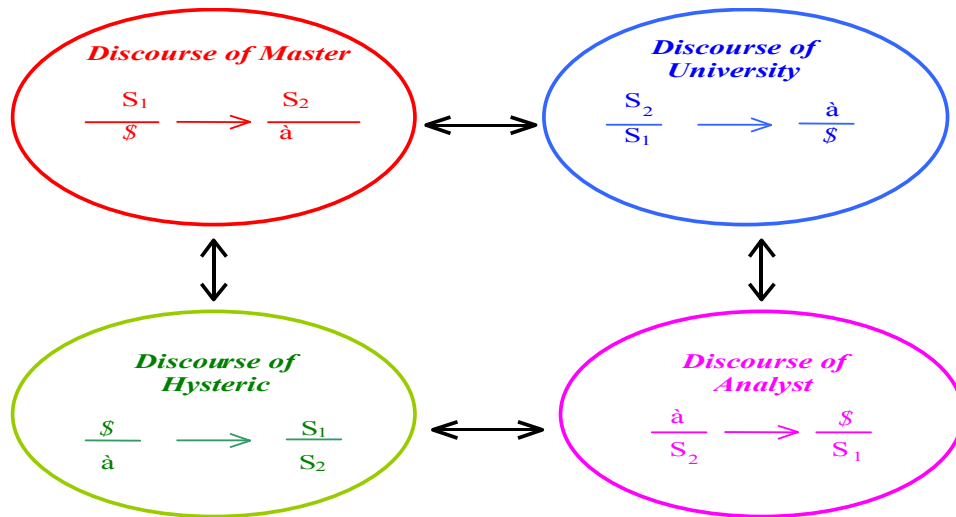 Discourse of Master
S₁ S₂
$ à
Discourse of
University
S₂ à
S₁ $
Discourse of
Hysteric
$ S₁
à S₂
Discourse of
Analyst
à $
S₂ S₁